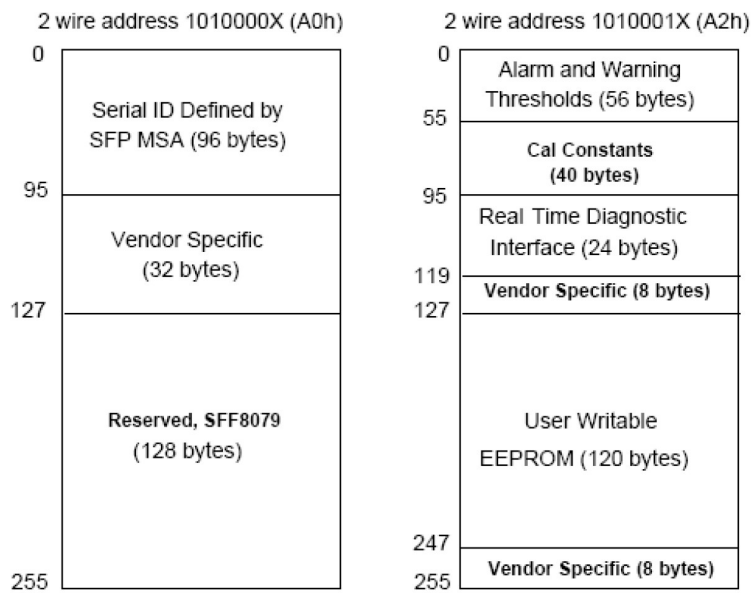 2 wire address 1010000X (A0h)
0
Serial ID Defined by
SFP MSA (96 bytes)
95
Vendor Specific
(32 bytes)
127
Reserved, SFF8079
(128 bytes)
255
2 wire address 1010001X (A2h)
0
Alarm and Warning
Thresholds (56 bytes)
55
Cal Constants
(40 bytes)
95
Real Time Diagnostic
Interface (24 bytes)
119
Vendor Specific (8 bytes)
127
User Writable
EEPROM (120 bytes)
247
Vendor Specific (8 bytes)
255